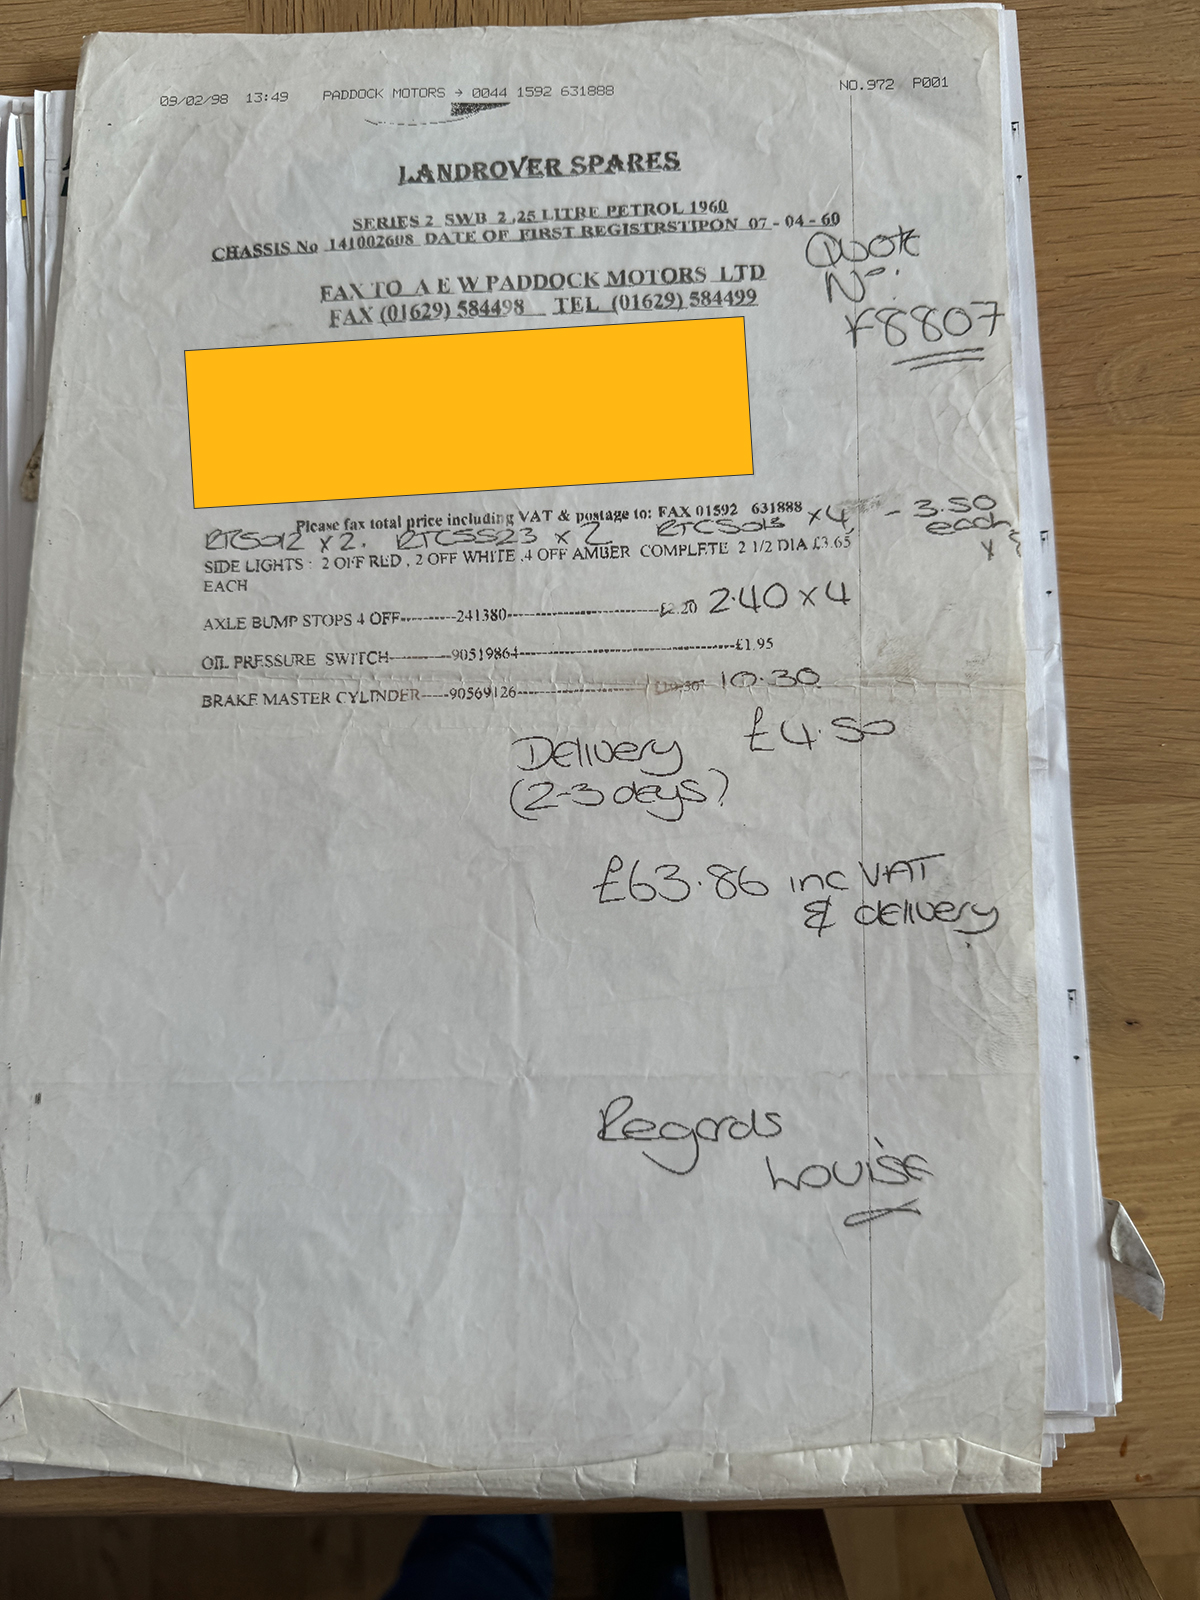 09/02/98 13:49 PADDOCK MOTORS → 0044 1592 631888 NO.972 P001
LANDROVER SPARES
SERIES 2 SWB 2.25 LITRE PETROL 1960
CHASSIS No 141002608 DATE OF FIRST REGISTRSTIPON 07 - 04 - 60
Quote
No:
FAX TO A E W PADDOCK MOTORS LTD
FAX (01629) 584498 TEL (01629) 584499
8807
Please fax total price including VAT & postage to: FAX 01592 631888
RTC5012 x 2. RTC5523 x 2 RTC5013 x 4 - 3.50
each
SIDE LIGHTS : 2 OFF RED , 2 OFF WHITE .4 OFF AMBER COMPLETE 2 1/2 DIA £3.65
EACH
AXLE BUMP STOPS 4 OFF---------241380------------------------------------£2.20 2.40 x 4
OIL PRESSURE SWITCH----------90519864----------------------------------------------------£1.95
BRAKE MASTER CYLINDER-----90569126------------------------------- 10.30
Delivery £4.50
(2-3 days)
£63.86 inc VAT
& delivery
Regards
Louise